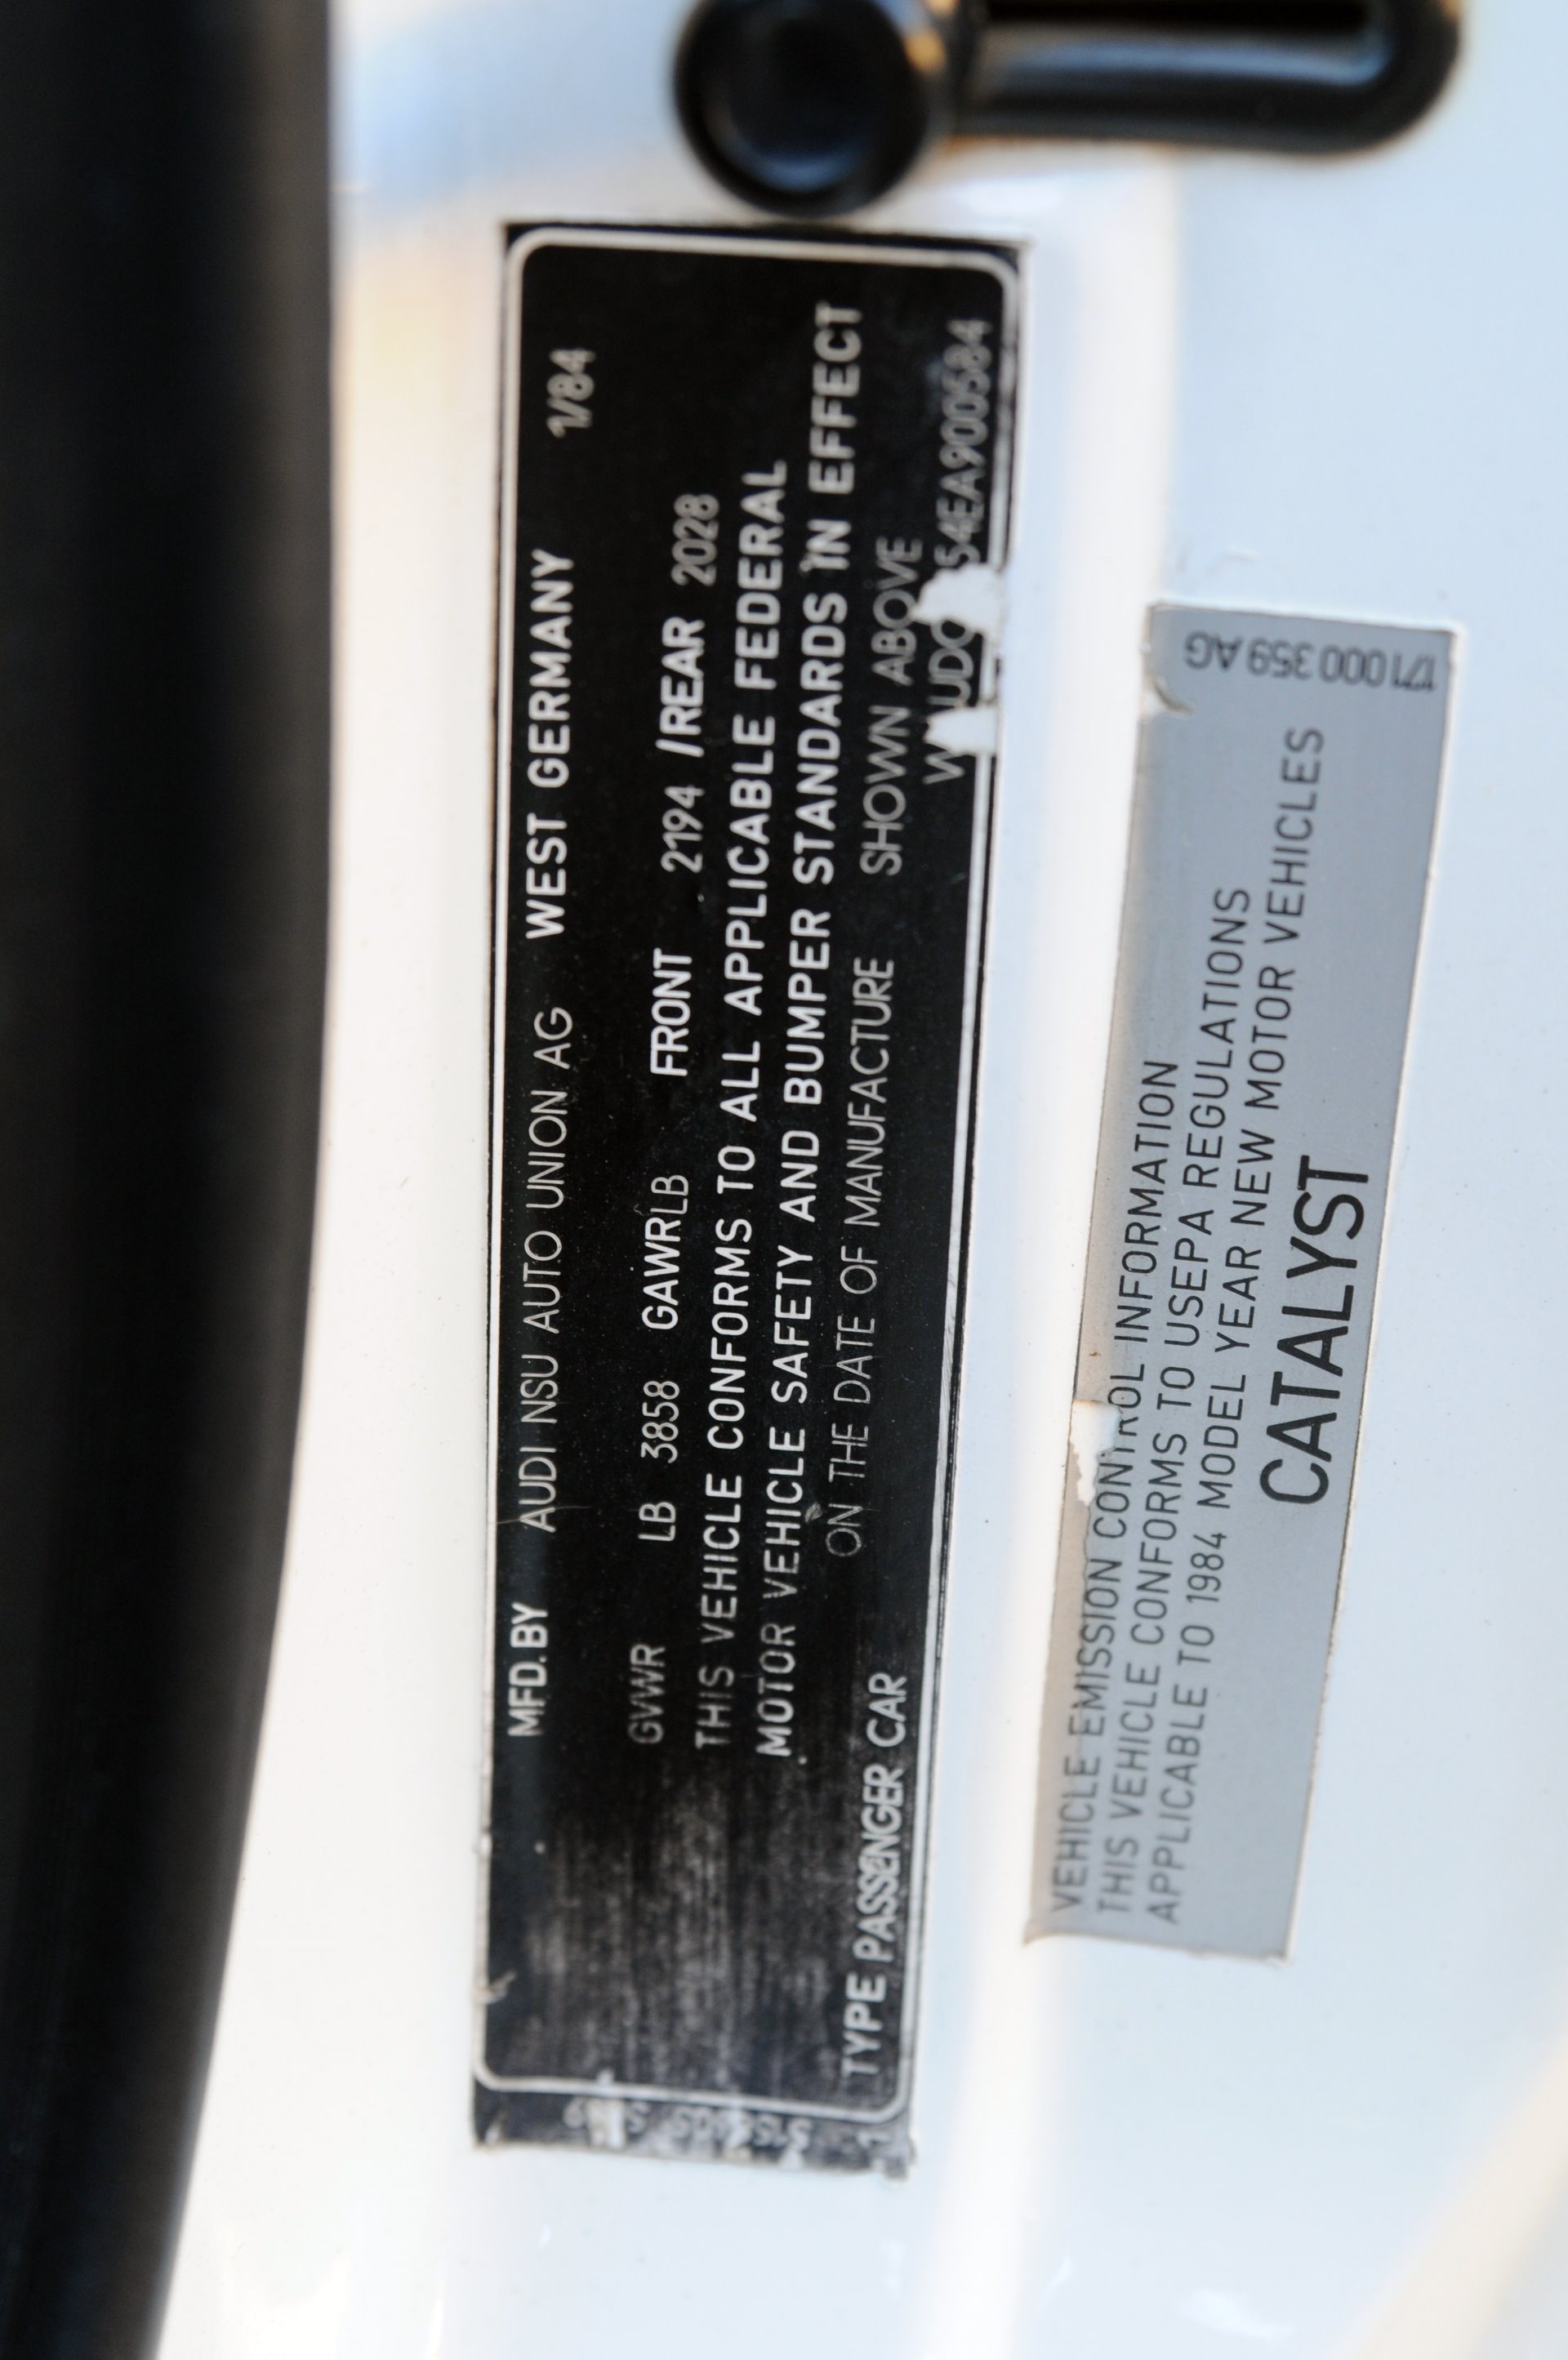 MFD.BY AUDI NSU AUTO UNION AG WEST GERMANY 1/84
GVWR LB 3858 GAWRLB FRONT 2194 /REAR 2028
THIS VEHICLE CONFORMS TO ALL APPLICABLE FEDERAL
MOTOR VEHICLE SAFETY AND BUMPER STANDARDS IN EFFECT
ON THE DATE OF MANUFACTURE SHOWN ABOVE
TYPE PASSENGER CAR
54EA900584
VEHICLE EMISSION CONTROL INFORMATION
THIS VEHICLE CONFORMS TO USEPA REGULATIONS
APPLICABLE TO 1984 MODEL YEAR NEW MOTOR VEHICLES
CATALYST
171 000 359 AG